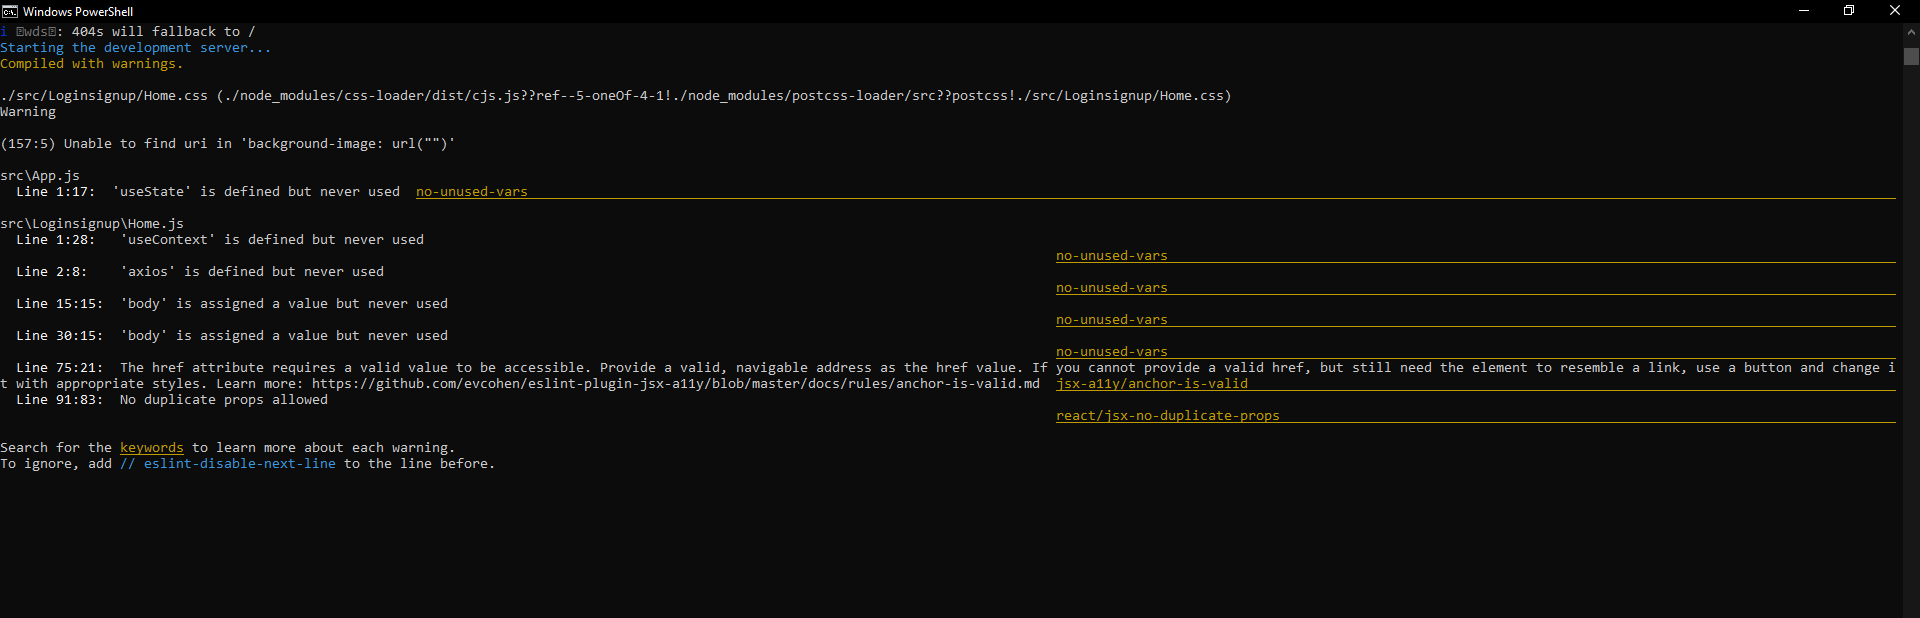 Windows PowerShell
i ｢wds｣: 404s will fallback to /
Starting the development server...
Compiled with warnings.
./src/Loginsignup/Home.css (./node_modules/css-loader/dist/cjs.js??ref--5-oneOf-4-1!./node_modules/postcss-loader/src??postcss!./src/Loginsignup/Home.css)
Warning
(157:5) Unable to find uri in 'background-image: url("")'
src\App.js
Line 1:17:  'useState' is defined but never used  no-unused-vars
src\Loginsignup\Home.js
Line 1:28:   'useContext' is defined but never used
no-unused-vars
Line 2:8:    'axios' is defined but never used
no-unused-vars
Line 15:15:  'body' is assigned a value but never used
no-unused-vars
Line 30:15:  'body' is assigned a value but never used
no-unused-vars
Line 75:21:  The href attribute requires a valid value to be accessible. Provide a valid, navigable address as the href value. If you cannot provide a valid href, but still need the element to resemble a link, use a button and change i
t with appropriate styles. Learn more: https://github.com/evcohen/eslint-plugin-jsx-a11y/blob/master/docs/rules/anchor-is-valid.md  jsx-a11y/anchor-is-valid
Line 91:83:  No duplicate props allowed
react/jsx-no-duplicate-props
Search for the keywords to learn more about each warning.
To ignore, add // eslint-disable-next-line to the line before.